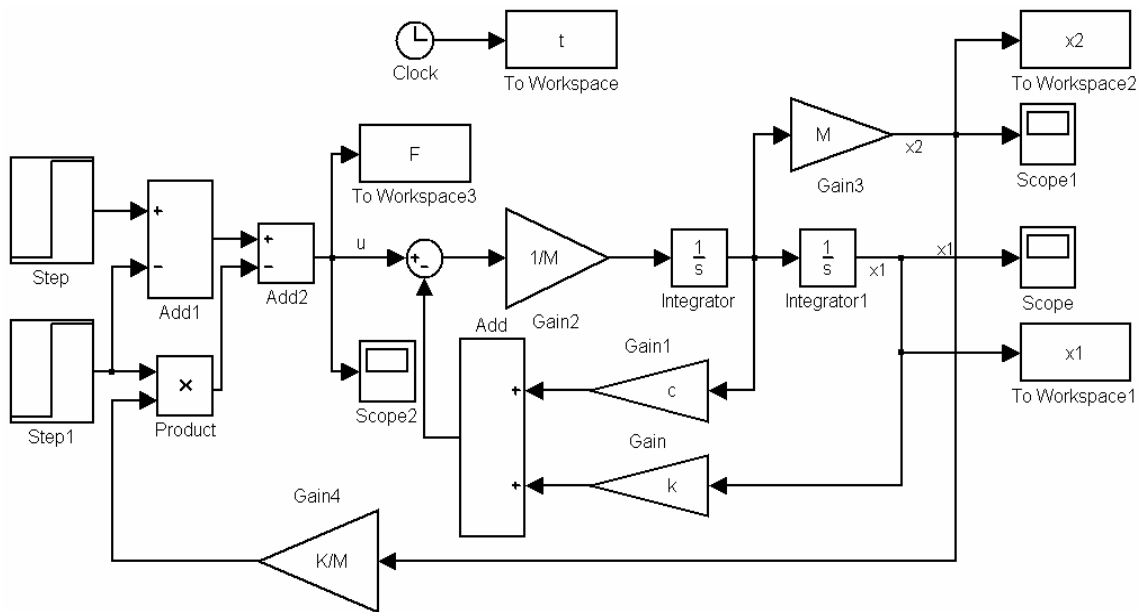 t
Clock
To Workspace
x2
To Workspace2
F
To Workspace3
M
x2
Gain3
Scope1
Step
+
−
Add1
+
−
Add2
u
+
−
1/M
Gain2
1
s
Integrator
1
s
Integrator1
x1
x1
Scope
Step1
×
Product
Scope2
Add
+
+
Gain1
c
Gain
k
x1
To Workspace1
Gain4
K/M